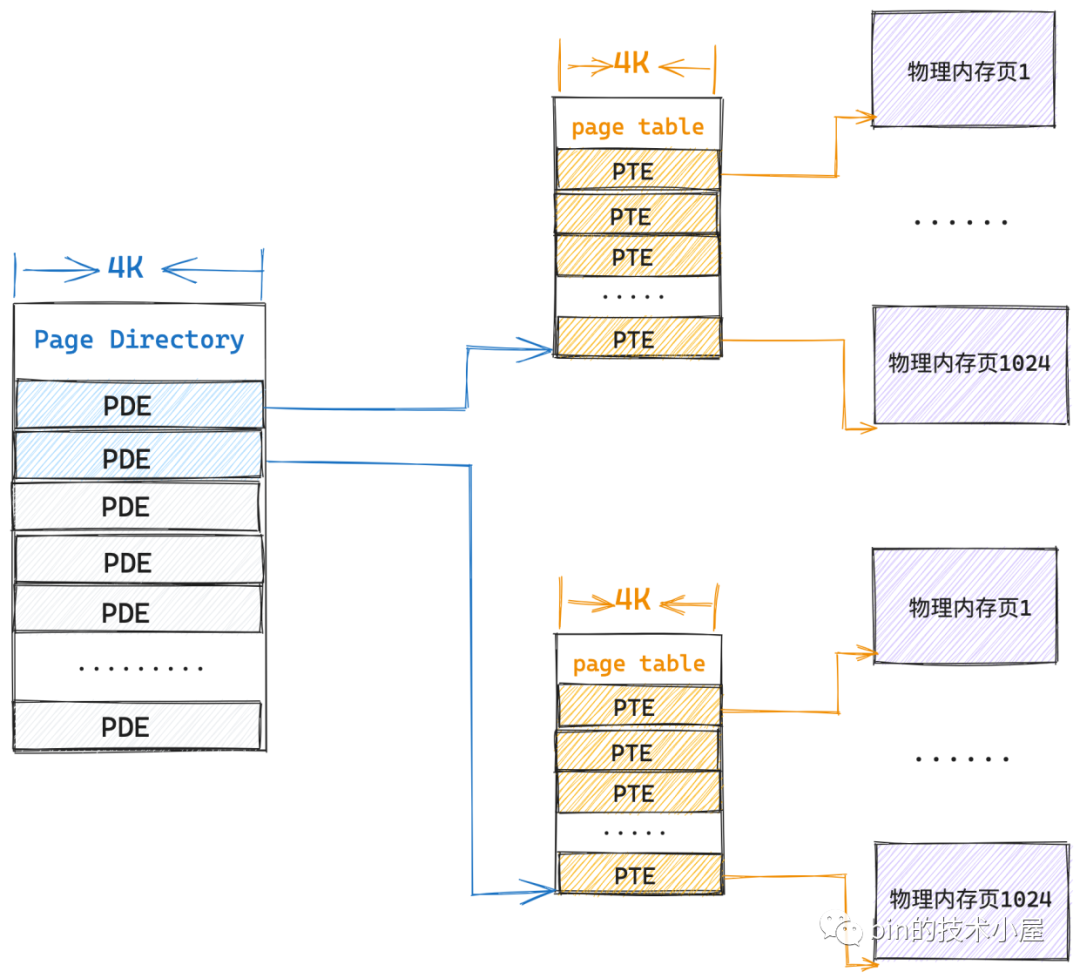 4K
Page Directory
PDE
PDE
PDE
PDE
PDE
.........
PDE
4K
page table
PTE
PTE
PTE
.....
PTE
物理内存页1
......
物理内存页1024
4K
page table
PTE
PTE
PTE
.....
PTE
物理内存页1
......
物理内存页1024
bin的技术小屋